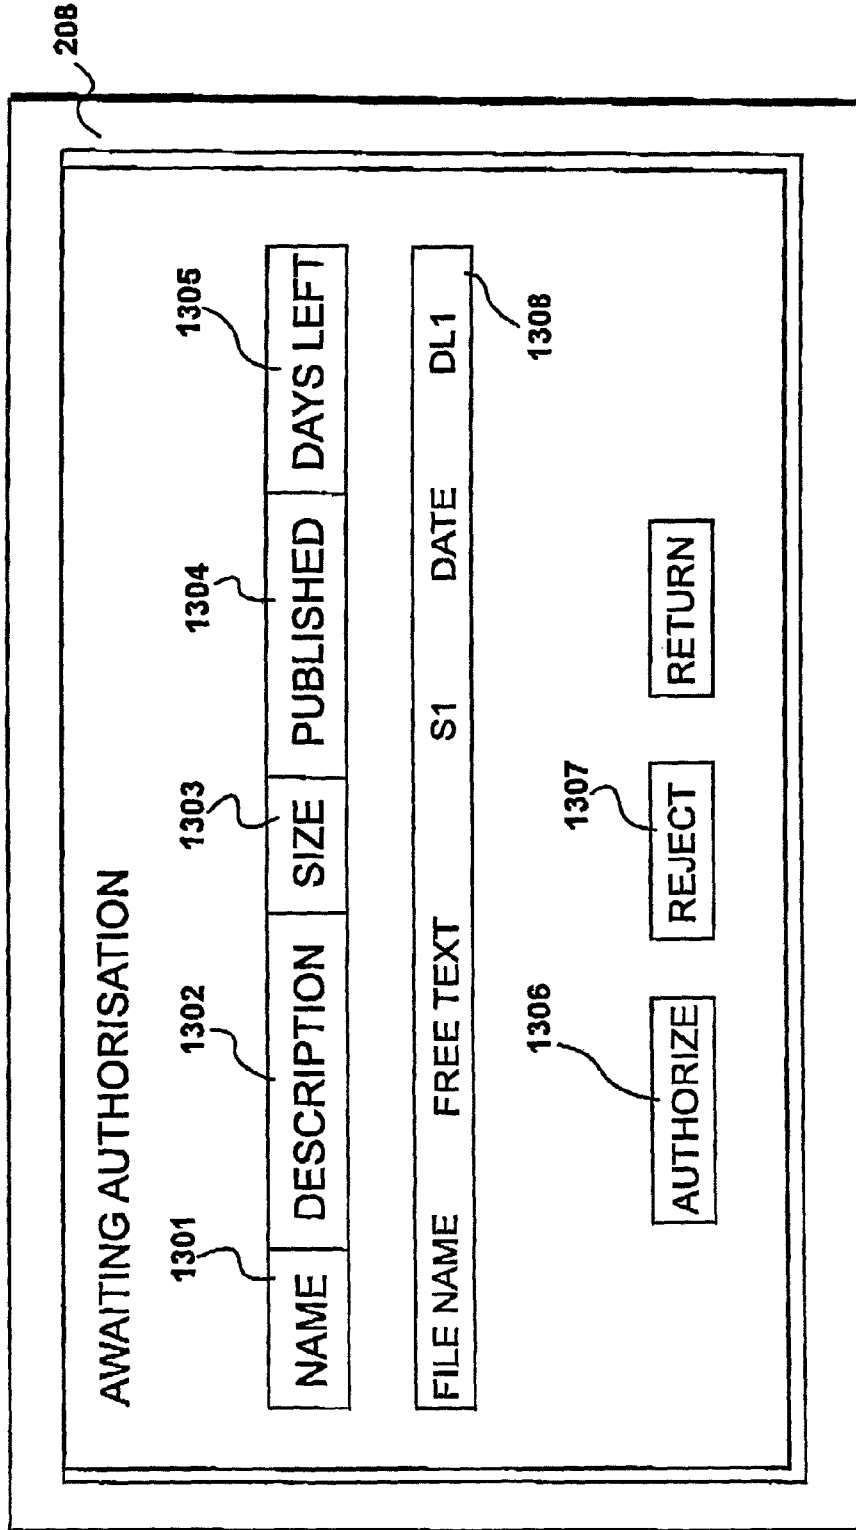 208
AWAITING AUTHORISATION
1301 1302 1303 1304 1305
NAME DESCRIPTION SIZE PUBLISHED DAYS LEFT
FILE NAME FREE TEXT S1 DATE DL1
1308
1306 1307
AUTHORIZE REJECT RETURN